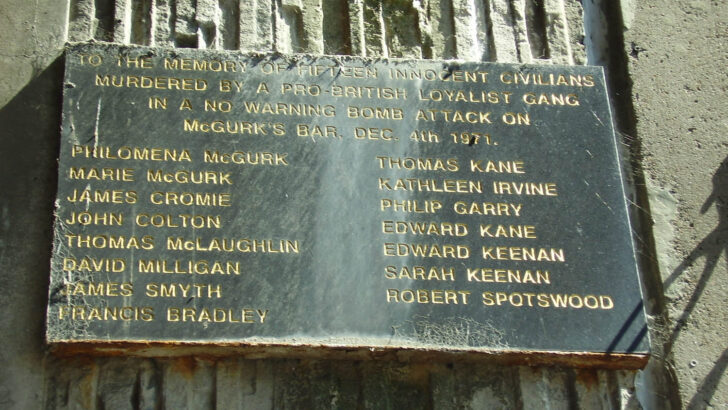 TO THE MEMORY OF FIFTEEN INNOCENT CIVILIANS
MURDERED BY A PRO-BRITISH LOYALIST GANG
IN A NO WARNING BOMB ATTACK ON
McGURK'S BAR, DEC. 4th 1971.
PHILOMENA McGURK
MARIE McGURK
JAMES CROMIE
JOHN COLTON
THOMAS McLAUGHLIN
DAVID MILLIGAN
JAMES SMYTH
FRANCIS BRADLEY
THOMAS KANE
KATHLEEN IRVINE
PHILIP GARRY
EDWARD KANE
EDWARD KEENAN
SARAH KEENAN
ROBERT SPOTSWOOD